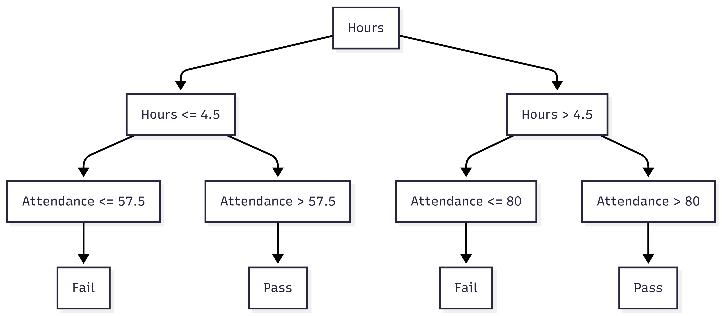 Hours
Hours <= 4.5
Hours > 4.5
Attendance <= 57.5
Attendance > 57.5
Attendance <= 80
Attendance > 80
Fail
Pass
Fail
Pass